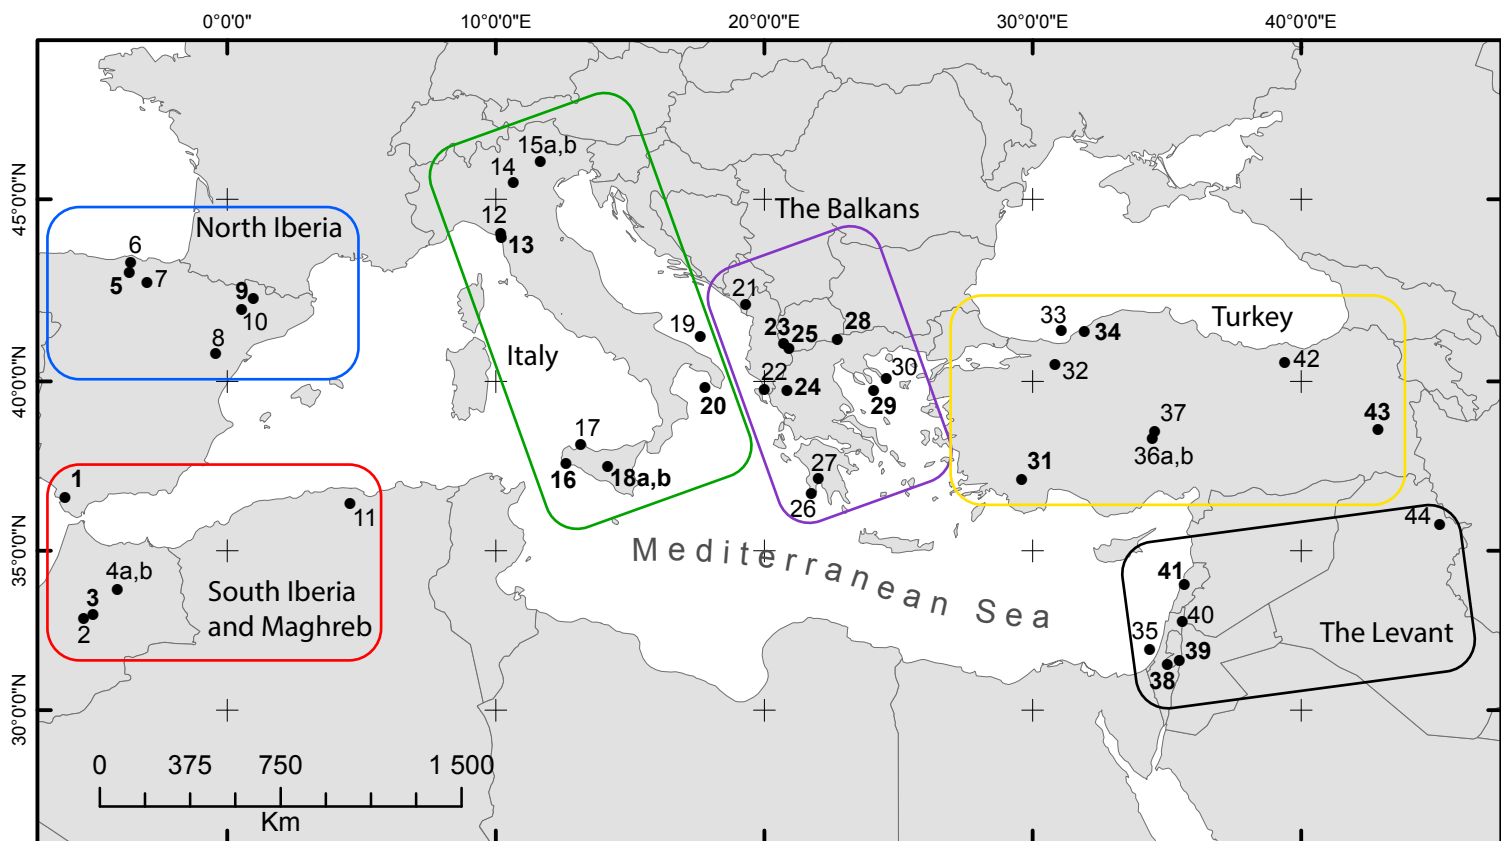 0°0'0"
10°0'0"E
20°0'0"E
30°0'0"E
40°0'0"E
45°0'0"N
40°0'0"N
35°0'0"N
30°0'0"N
North Iberia
6
5
7
9
10
8
15a,b
14
12
13
Italy
19
20
17
16
18a,b
The Balkans
21
23
25
28
22
24
30
29
27
26
Turkey
33
34
32
42
37
36a,b
43
31
1
11
4a,b
3
2
South Iberia
and Maghreb
Mediterranean Sea
44
41
40
35
39
38
The Levant
0 375 750 1 500
Km